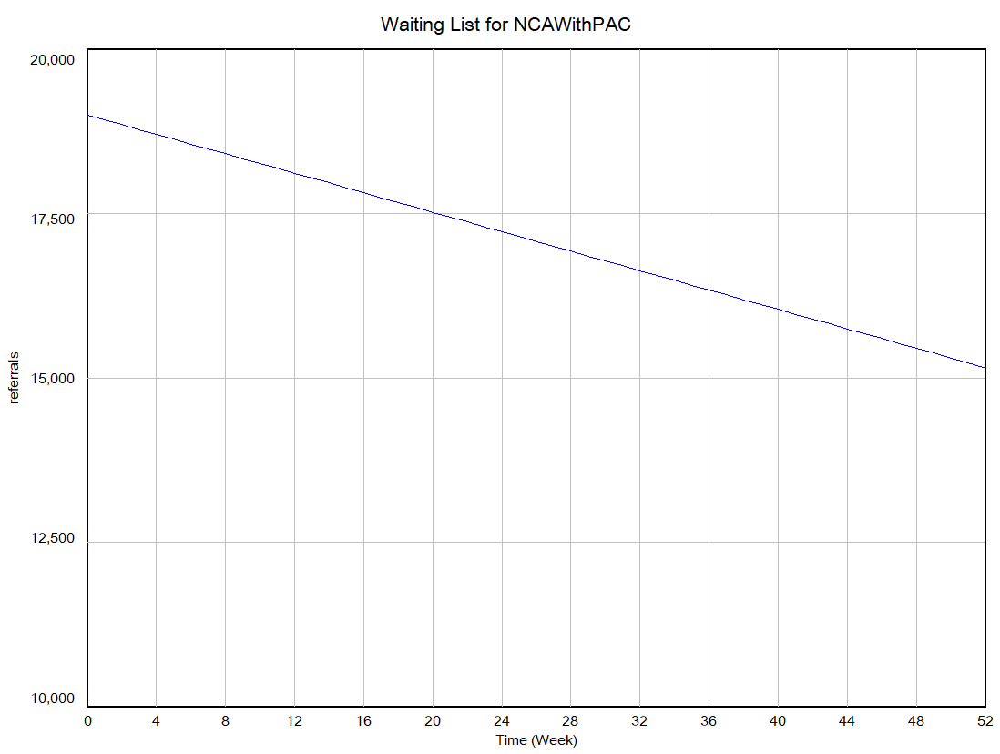 Waiting List for NCAWithPAC
20,000
17,500
15,000
12,500
10,000
referrals
0 4 8 12 16 20 24 28 32 36 40 44 48 52
Time (Week)